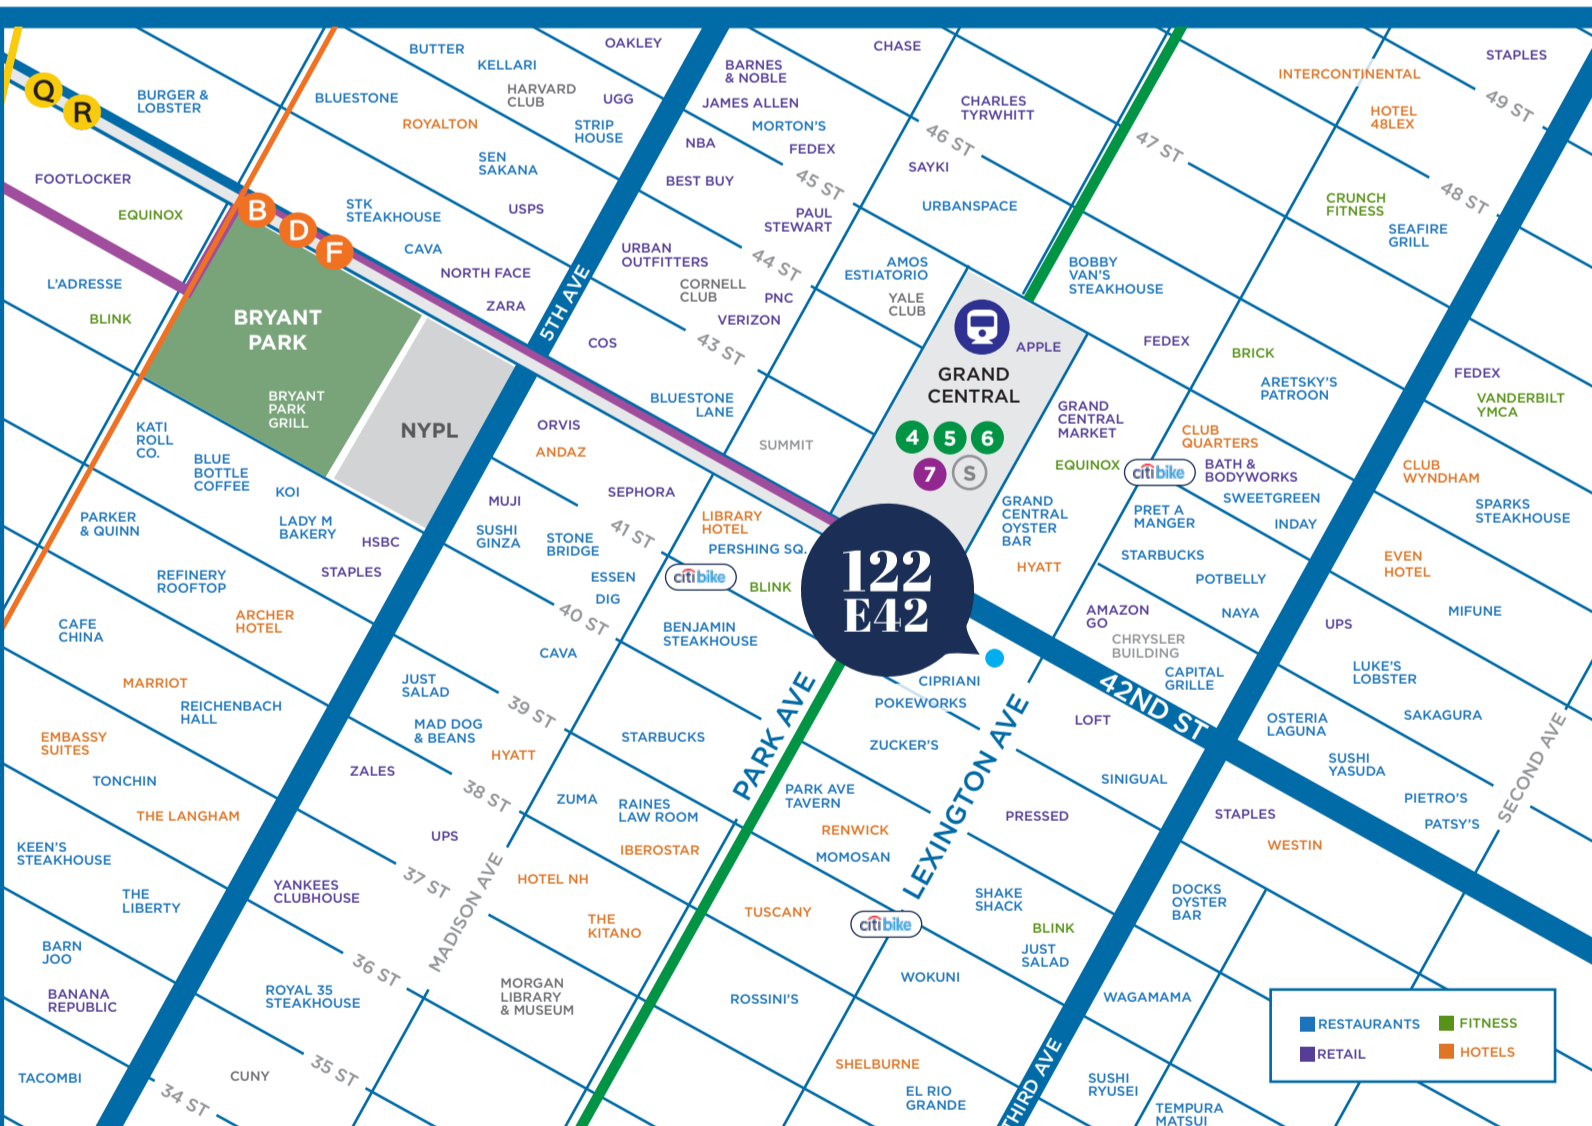 OAKLEY
CHASE
STAPLES
BUTTER
KELLARI
BARNES
& NOBLE
INTERCONTINENTAL
Q
R
BURGER &
LOBSTER
BLUESTONE
HARVARD
CLUB
UGG
JAMES ALLEN
CHARLES
TYRWHITT
HOTEL
48LEX
49 ST
ROYALTON
STRIP
HOUSE
MORTON'S
NBA
FEDEX
46 ST
47 ST
SEN
SAKANA
SAYKI
FOOTLOCKER
BEST BUY
45 ST
48 ST
EQUINOX
B
D
F
STK
STEAKHOUSE
USPS
PAUL
STEWART
URBANSPACE
CRUNCH
FITNESS
SEAFIRE
GRILL
CAVA
URBAN
OUTFITTERS
44 ST
AMOS
ESTIATORIO
BOBBY
VAN'S
STEAKHOUSE
L'ADRESSE
NORTH FACE
CORNELL
CLUB
PNC
YALE
CLUB
ZARA
5TH AVE
BLINK
BRYANT
PARK
VERIZON
COS
43 ST
APPLE
FEDEX
BRICK
GRAND
CENTRAL
FEDEX
ARETSKY'S
PATROON
VANDERBILT
YMCA
BRYANT
PARK
GRILL
BLUESTONE
LANE
GRAND
CENTRAL
MARKET
KATI
ROLL
CO.
NYPL
ORVIS
ANDAZ
SUMMIT
4
5
6
7
S
CLUB
QUARTERS
EQUINOX
citibike
BATH &
BODYWORKS
CLUB
WYNDHAM
BLUE
BOTTLE
COFFEE
KOI
MUJI
SEPHORA
SWEETGREEN
GRAND
CENTRAL
OYSTER
BAR
PRET A
MANGER
INDAY
SPARKS
STEAKHOUSE
PARKER
& QUINN
LADY M
BAKERY
HSBC
SUSHI
GINZA
STONE
BRIDGE
41 ST
LIBRARY
HOTEL
PERSHING SQ.
STARBUCKS
EVEN
HOTEL
REFINERY
ROOFTOP
STAPLES
ESSEN
citibike
BLINK
122
E42
HYATT
POTBELLY
DIG
ARCHER
HOTEL
40 ST
AMAZON
GO
NAYA
MIFUNE
CAFE
CHINA
BENJAMIN
STEAKHOUSE
UPS
CHRYSLER
BUILDING
CAVA
CIPRIANI
CAPITAL
GRILLE
LUKE'S
LOBSTER
MARRIOT
JUST
SALAD
POKEWORKS
42ND ST
REICHENBACH
HALL
39 ST
PARK AVE
LOFT
OSTERIA
LAGUNA
SAKAGURA
MAD DOG
& BEANS
STARBUCKS
ZUCKER'S
LEXINGTON AVE
SECOND AVE
EMBASSY
SUITES
HYATT
SUSHI
YASUDA
TONCHIN
ZALES
SINIGUAL
38 ST
ZUMA
RAINES
LAW ROOM
PARK AVE
TAVERN
PIETRO'S
THE LANGHAM
PRESSED
STAPLES
PATSY'S
UPS
RENWICK
KEEN'S
STEAKHOUSE
IBEROSTAR
MOMOSAN
WESTIN
37 ST
MADISON AVE
HOTEL NH
THE
LIBERTY
YANKEES
CLUBHOUSE
SHAKE
SHACK
DOCKS
OYSTER
BAR
THE
KITANO
TUSCANY
citibike
BLINK
BARN
JOO
36 ST
JUST
SALAD
WOKUNI
BANANA
REPUBLIC
ROYAL 35
STEAKHOUSE
MORGAN
LIBRARY
& MUSEUM
ROSSINI'S
WAGAMAMA
RESTAURANTS
FITNESS
RETAIL
HOTELS
TACOMBI
CUNY
35 ST
SHELBURNE
THIRD AVE
34 ST
EL RIO
GRANDE
SUSHI
RYUSEI
TEMPURA
MATSUI